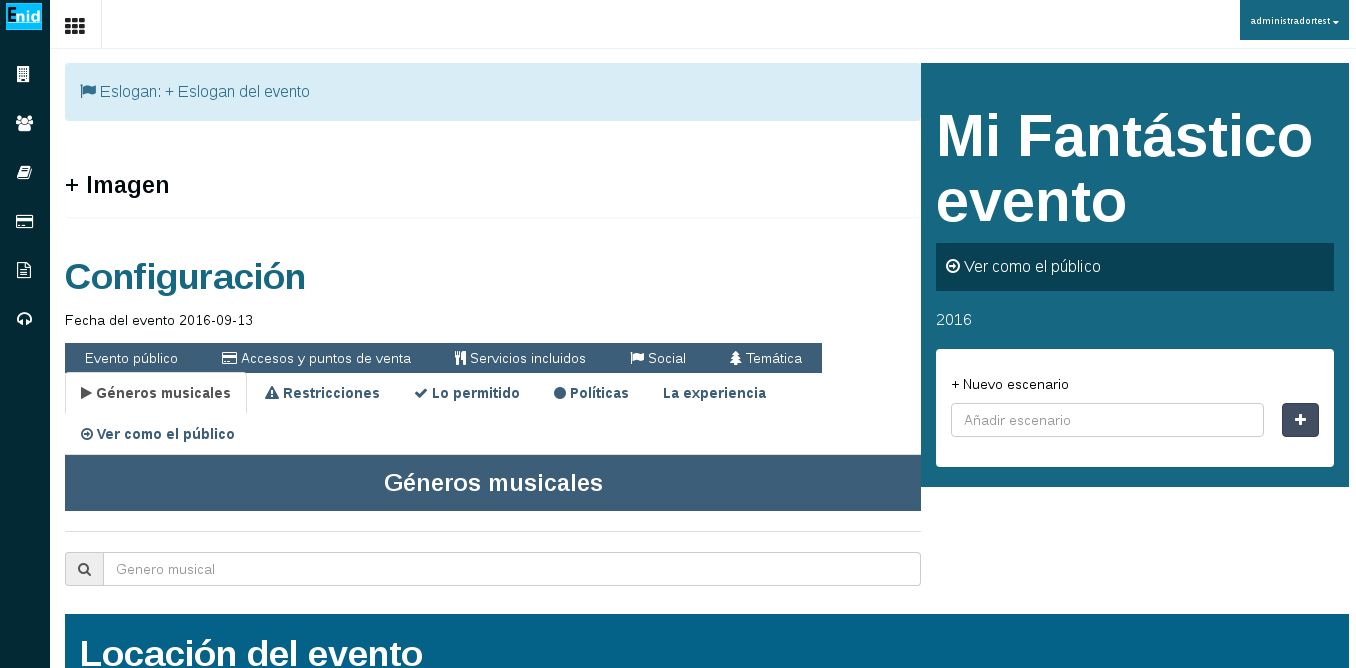 Enid
administradortest
Eslogan: + Eslogan del evento
+ Imagen
Configuración
Fecha del evento 2016-09-13
Evento público Accesos y puntos de venta Servicios incluidos Social Temática
Géneros musicales Restricciones Lo permitido Políticas La experiencia
Ver como el público
Géneros musicales
Genero musical
Mi Fantástico
evento
Ver como el público
2016
+ Nuevo escenario
Añadir escenario
+
Locación del evento